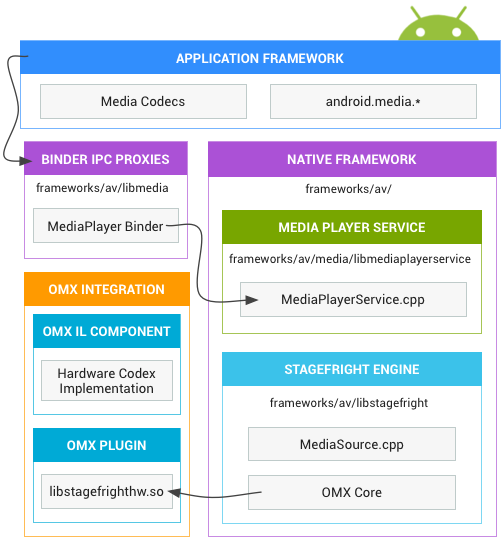 APPLICATION FRAMEWORK
Media Codecs
android.media.*
BINDER IPC PROXIES
frameworks/av/libmedia
MediaPlayer Binder
NATIVE FRAMEWORK
frameworks/av/
MEDIA PLAYER SERVICE
frameworks/av/media/libmediaplayerservice
MediaPlayerService.cpp
OMX INTEGRATION
OMX IL COMPONENT
Hardware Codex
Implementation
OMX PLUGIN
libstagefrighthw.so
STAGEFRIGHT ENGINE
frameworks/av/libstagefright
MediaSource.cpp
OMX Core